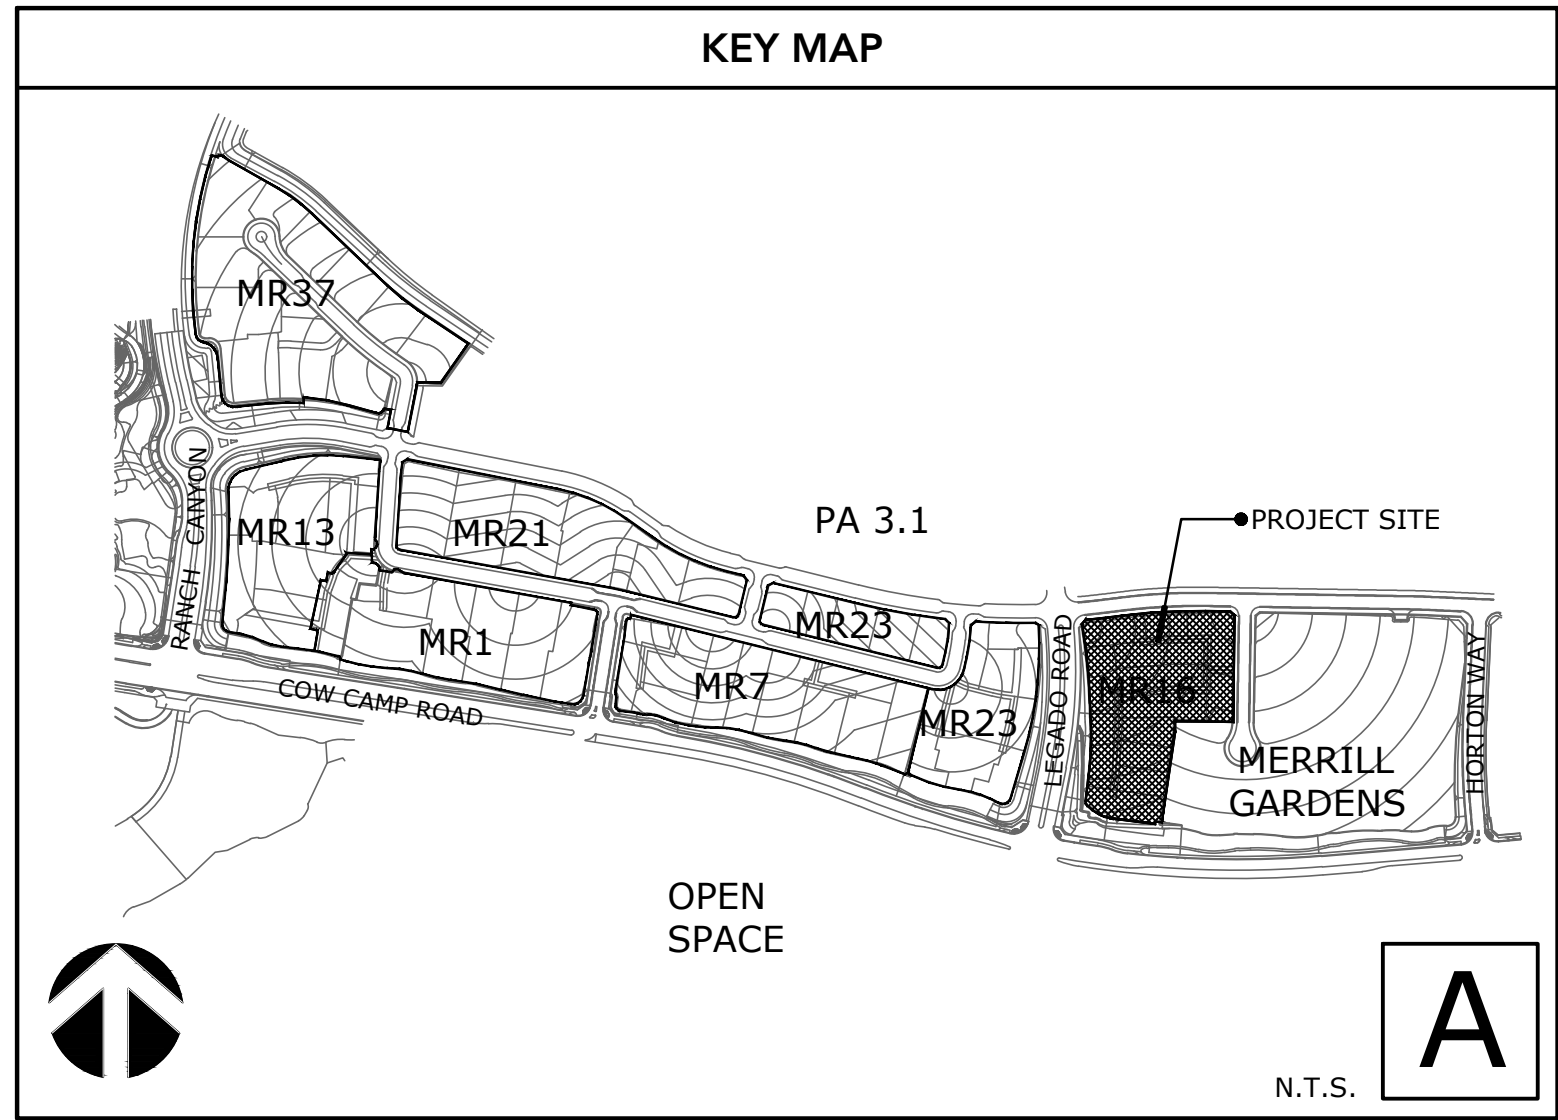 KEY MAP
MR37
RANCH CANYON
MR13
MR21
PA 3.1
PROJECT SITE
MR1
MR23
MR7
COW CAMP ROAD
MR23
LEGADO ROAD
MR16
MERRILL
GARDENS
HORTON WAY
OPEN
SPACE
N.T.S.
A